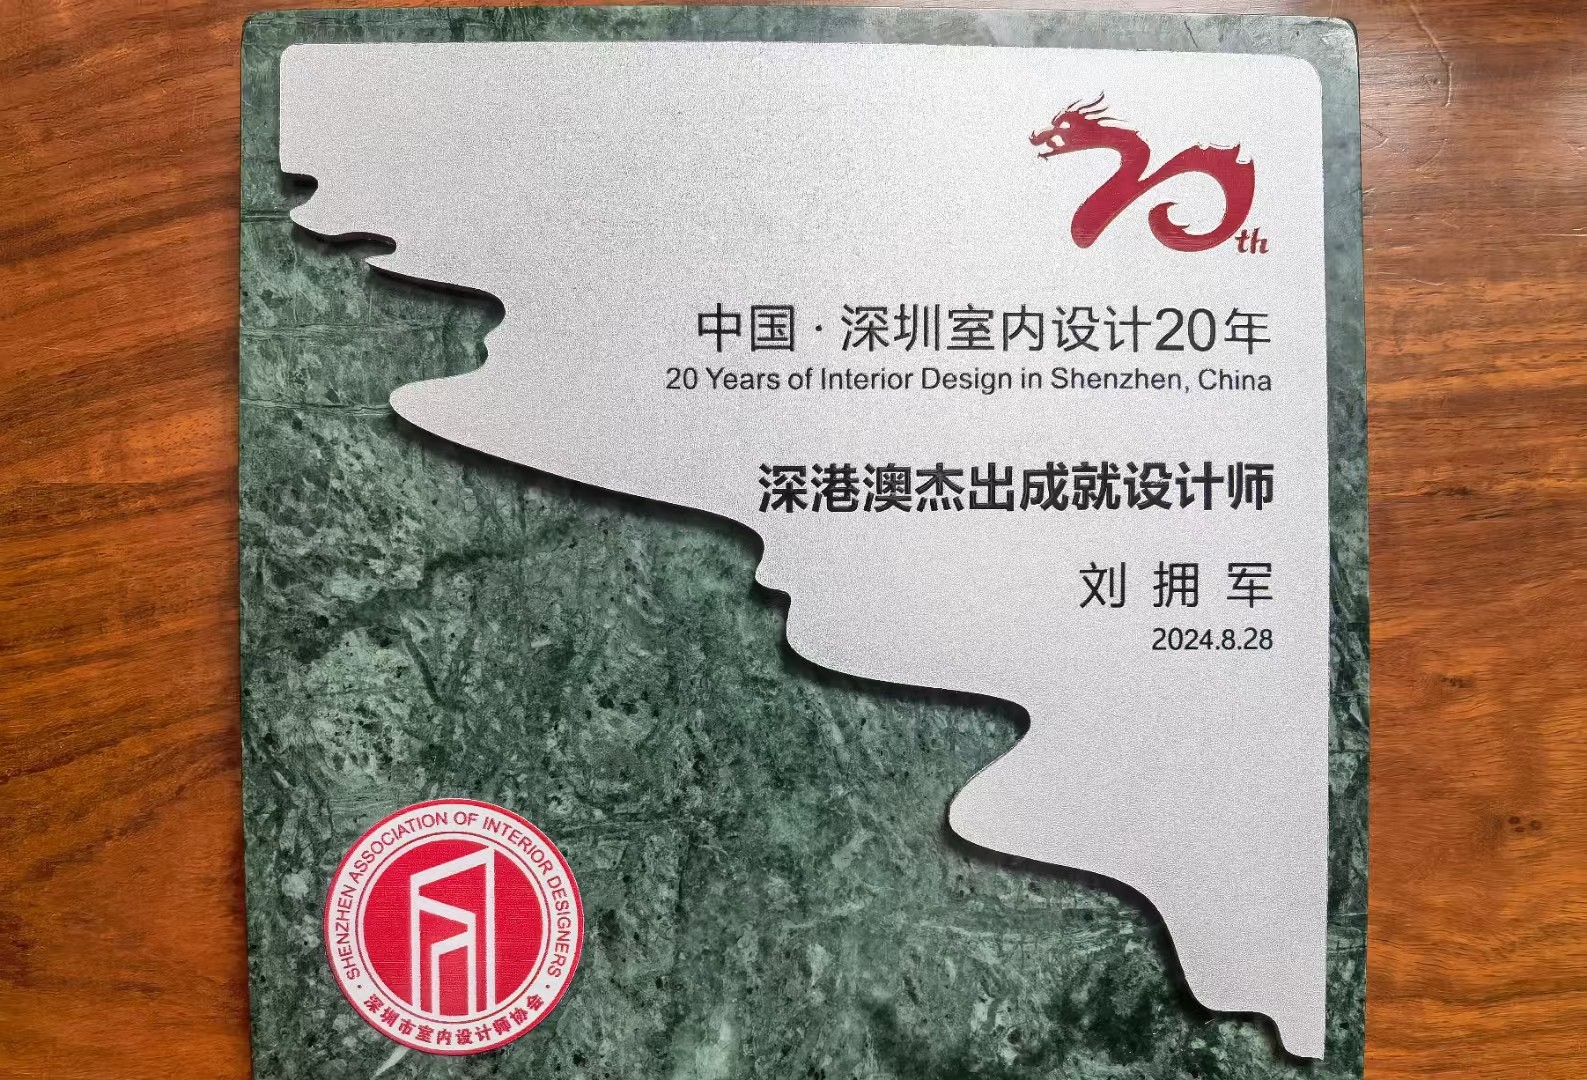 20th
中国·深圳室内设计20年
20 Years of Interior Design in Shenzhen, China
深港澳杰出成就设计师
刘拥军
2024.8.28
SHENZHEN ASSOCIATION OF INTERIOR DESIGNERS
深圳市室内设计师协会